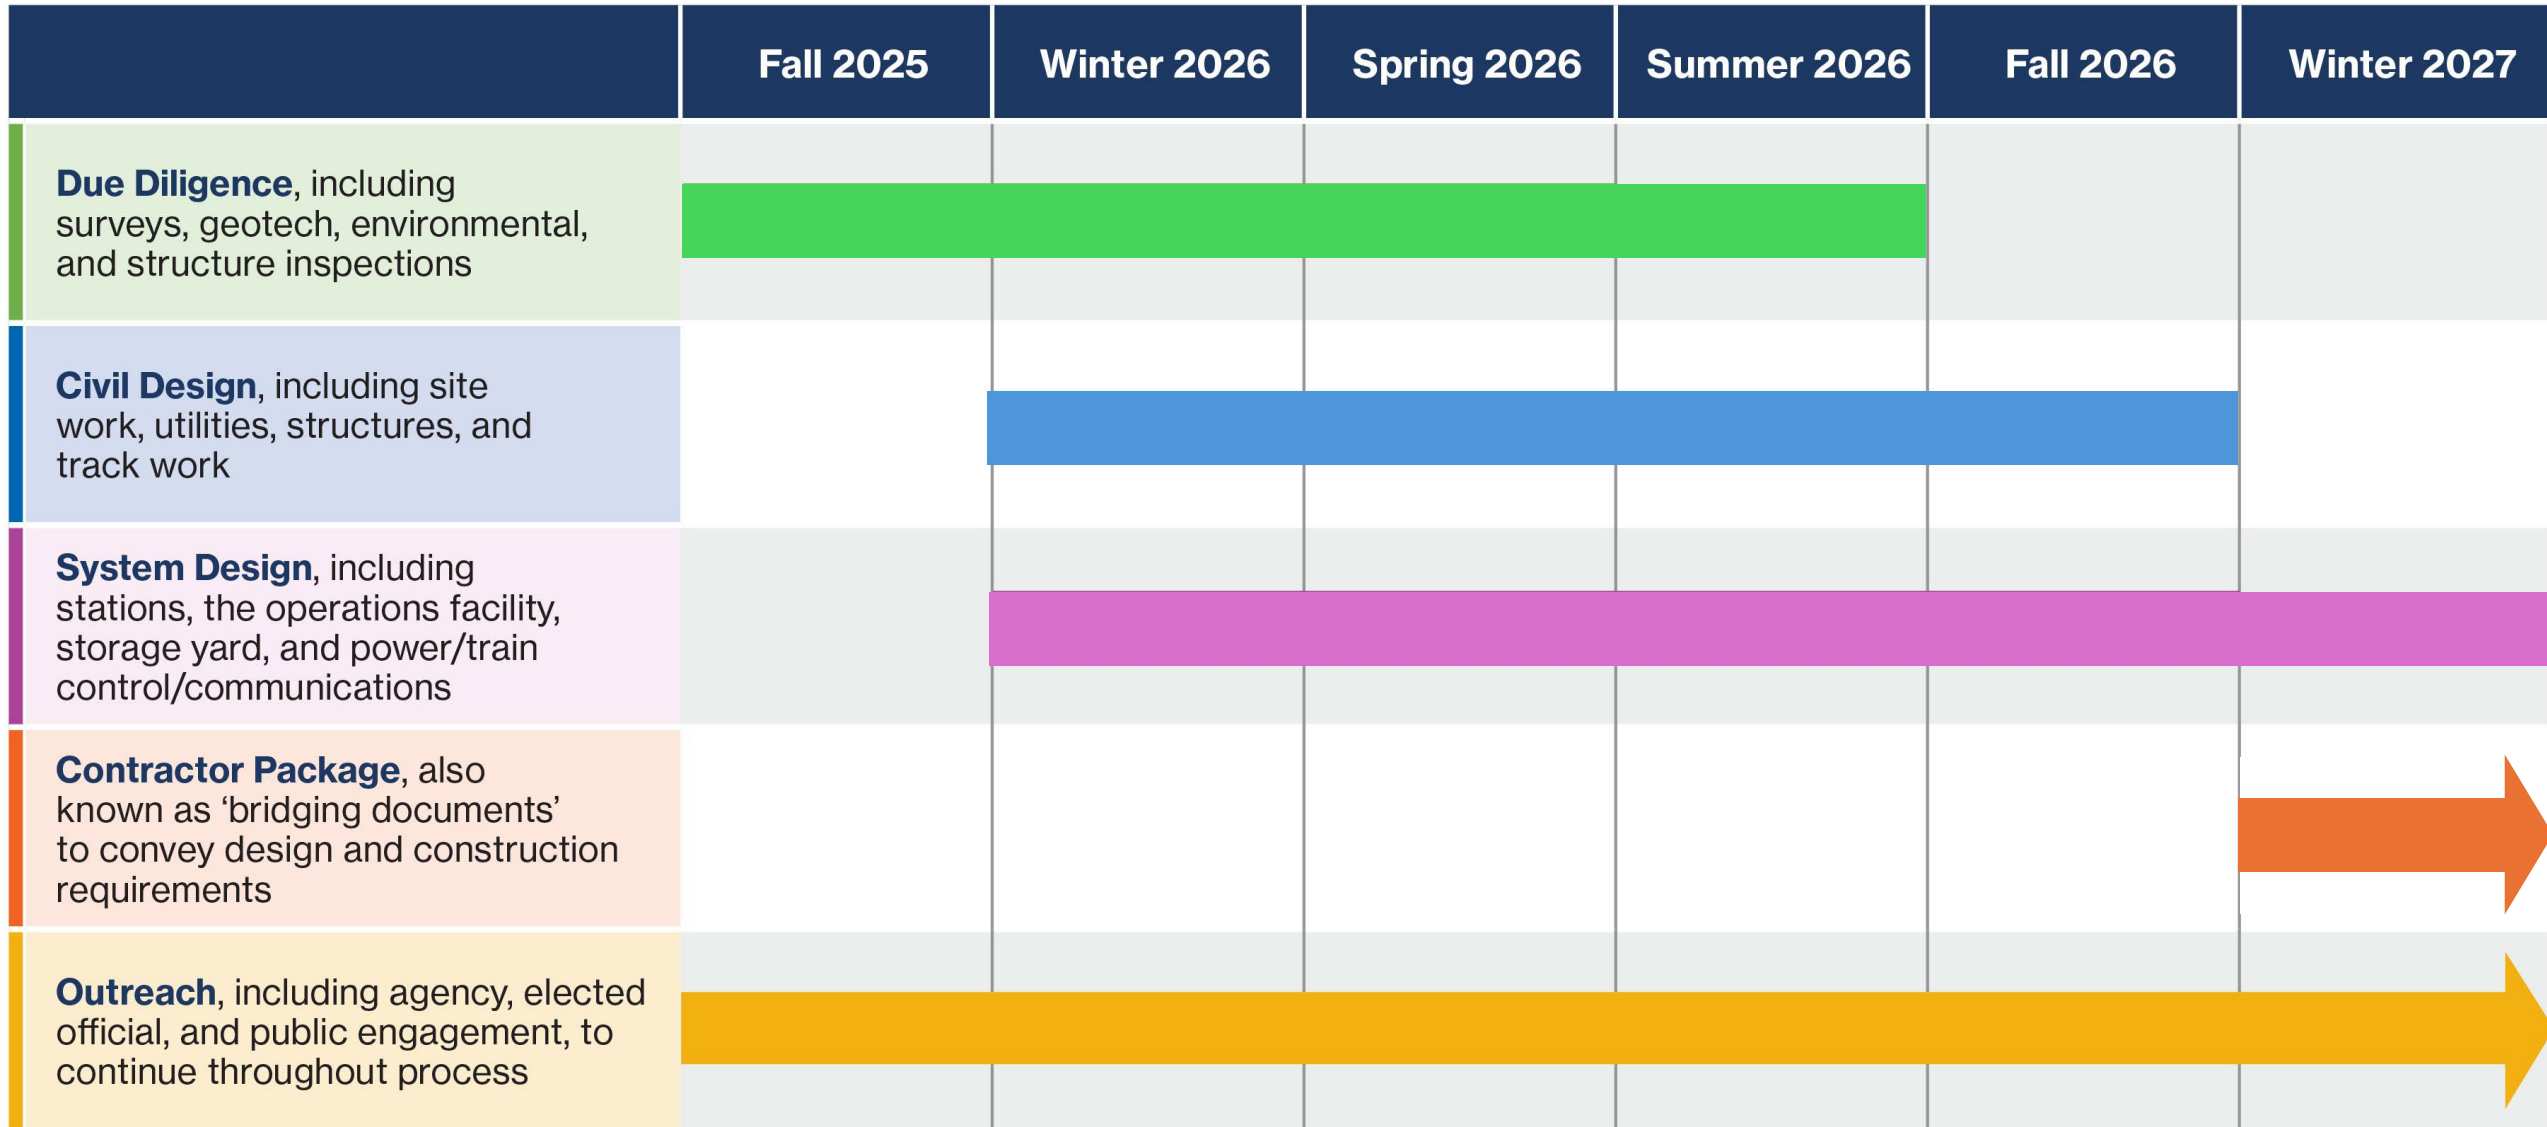 Fall 2025 Winter 2026 Spring 2026 Summer 2026 Fall 2026 Winter 2027
Due Diligence, including
surveys, geotech, environmental,
and structure inspections
Civil Design, including site
work, utilities, structures, and
track work
System Design, including
stations, the operations facility,
storage yard, and power/train
control/communications
Contractor Package, also
known as ‘bridging documents’
to convey design and construction
requirements
Outreach, including agency, elected
official, and public engagement, to
continue throughout process